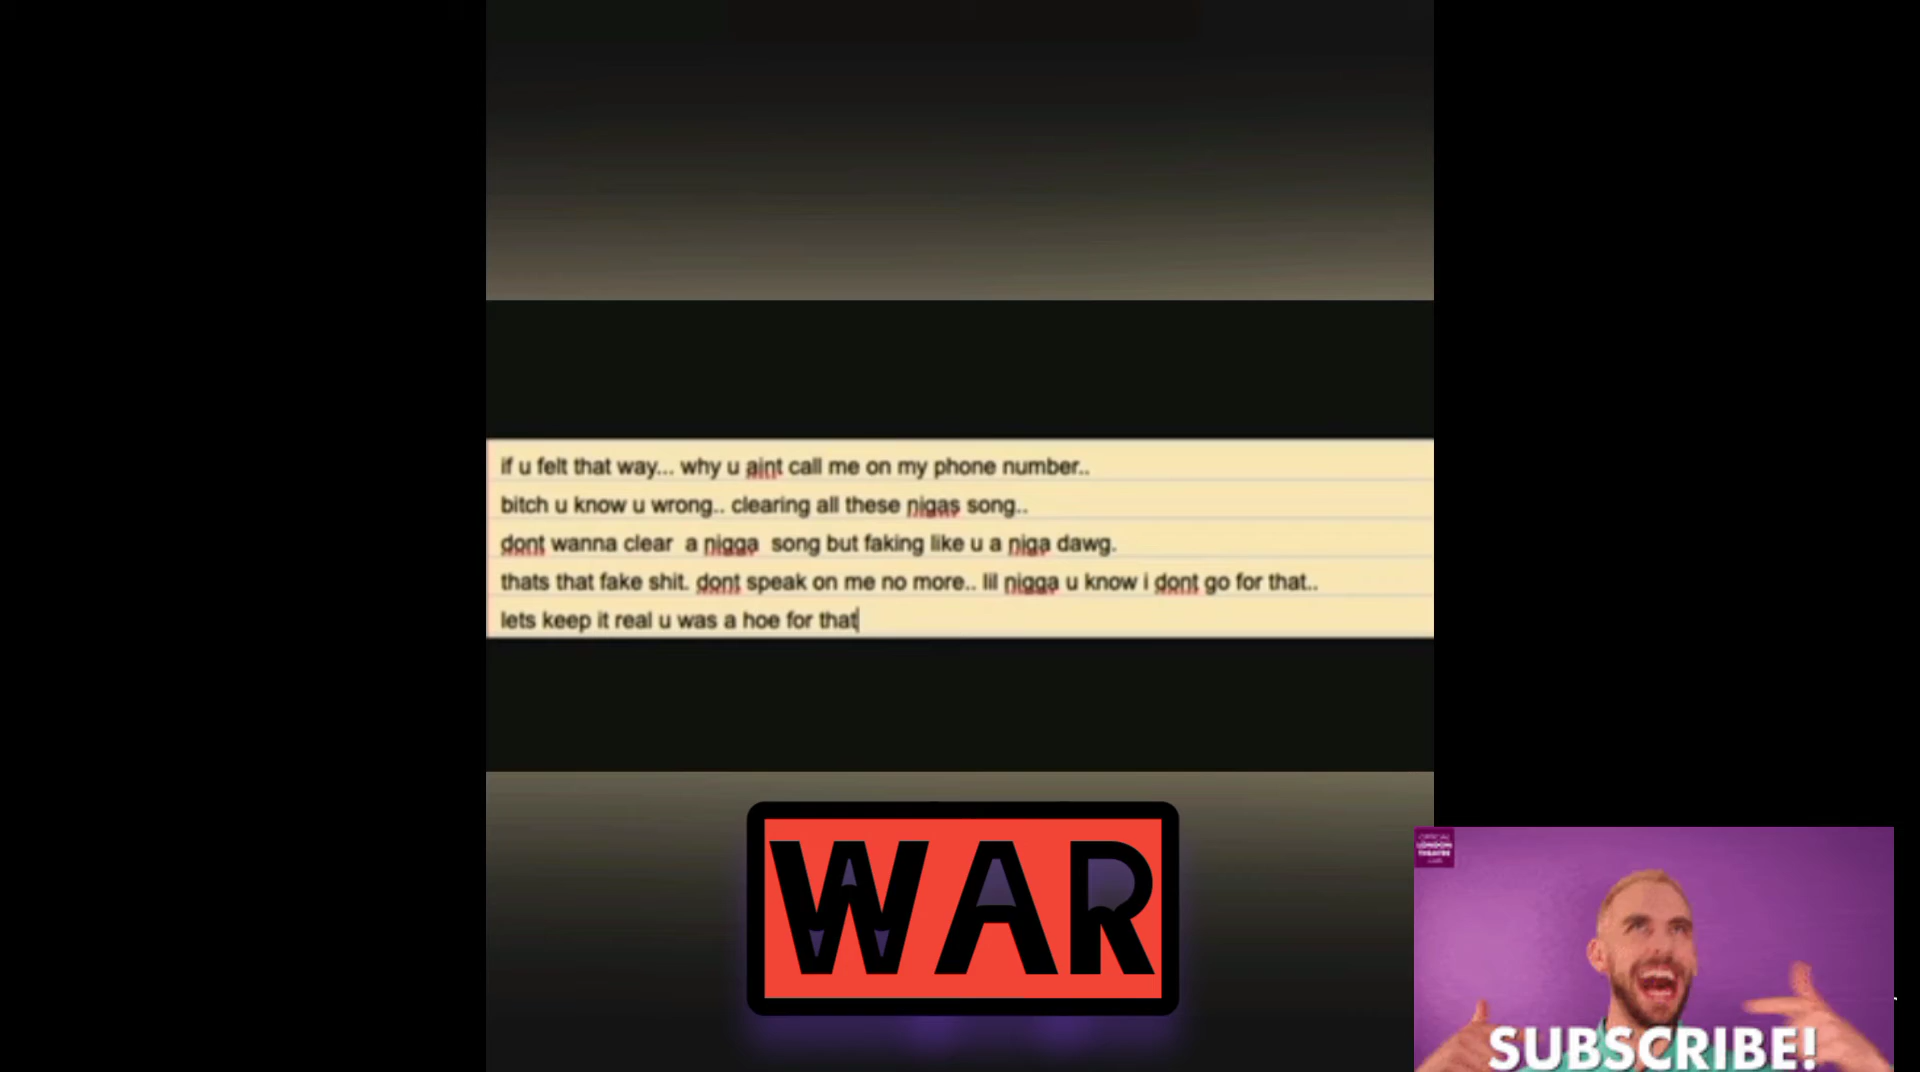 if u felt that way... why u aint call me on my phone number..
bitch u know u wrong.. clearing all these nigas song..
dont wanna clear  a nigga  song but faking like u a niga dawg.
thats that fake shit. dont speak on me no more.. lil nigga u know i dont go for that..
lets keep it real u was a hoe for that
WAR
OFFICIAL
LONDON
THEATRE
SUBSCRIBE!